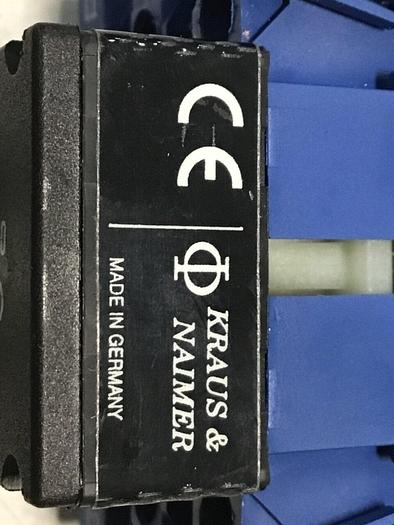 CE
KRAUS &
NAIMER
MADE IN GERMANY